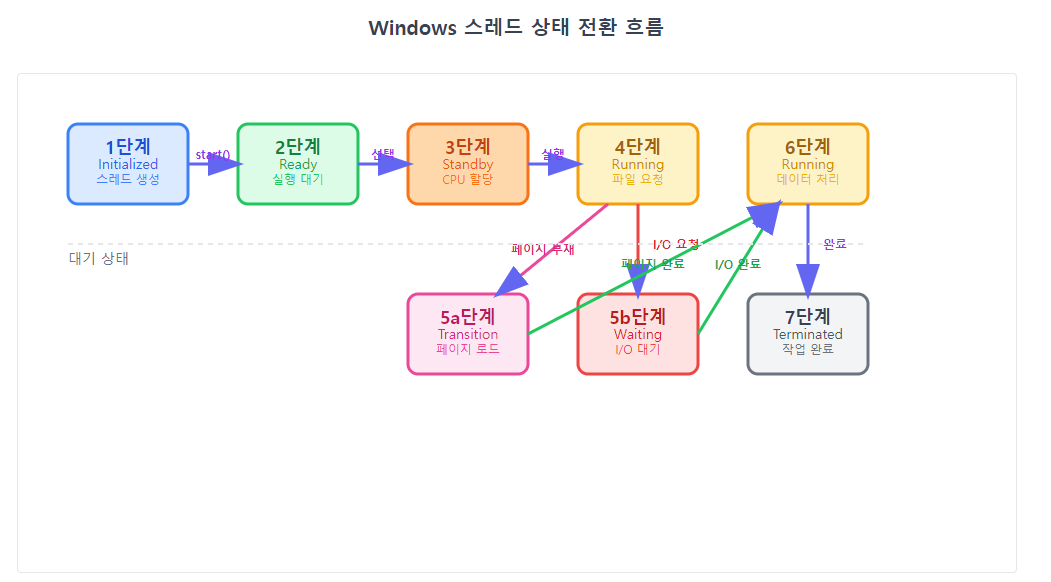 Windows 스레드 상태 전환 흐름
1단계
Initialized
스레드 생성
start()
2단계
Ready
실행 대기
선택
3단계
Standby
CPU 할당
실행
4단계
Running
파일 요청
6단계
Running
데이터 처리
대기 상태
페이지 부재
I/O 요청
페이지 완료
I/O 완료
완료
5a단계
Transition
페이지 로드
5b단계
Waiting
I/O 대기
7단계
Terminated
작업 완료